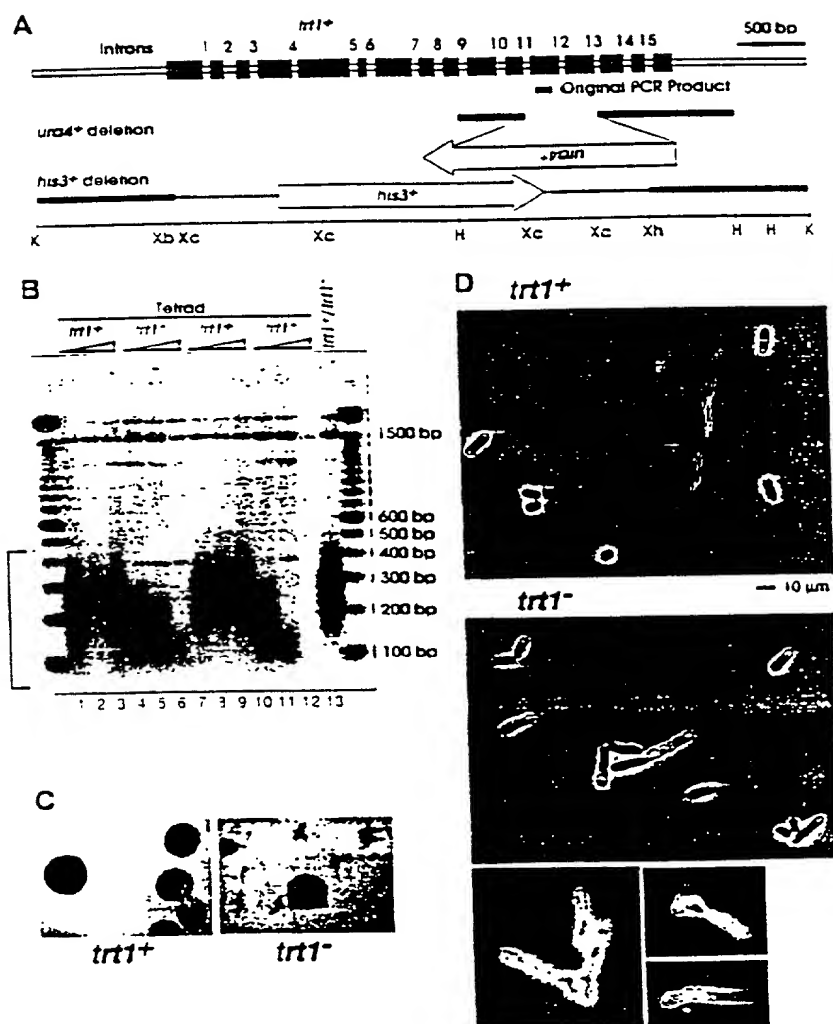 A
trt1+
500 bp
Introns 1 2 3 4 5 6 7 8 9 10 11 12 13 14 15
Original PCR Product
ura4+ deletion
ura4+
his3+ deletion
his3+
K Xb Xc Xc H Xc Xc Xh H H K
B
Tetrad
trt1+ trt1- trt1+ trt1-
trt1+/trt1-
1500 bp
600 bp
500 bp
400 bp
300 bp
200 bp
100 bp
1 2 3 4 5 6 7 8 9 10 11 12 13
C
trt1+
trt1-
D
trt1+
10 µm
trt1-